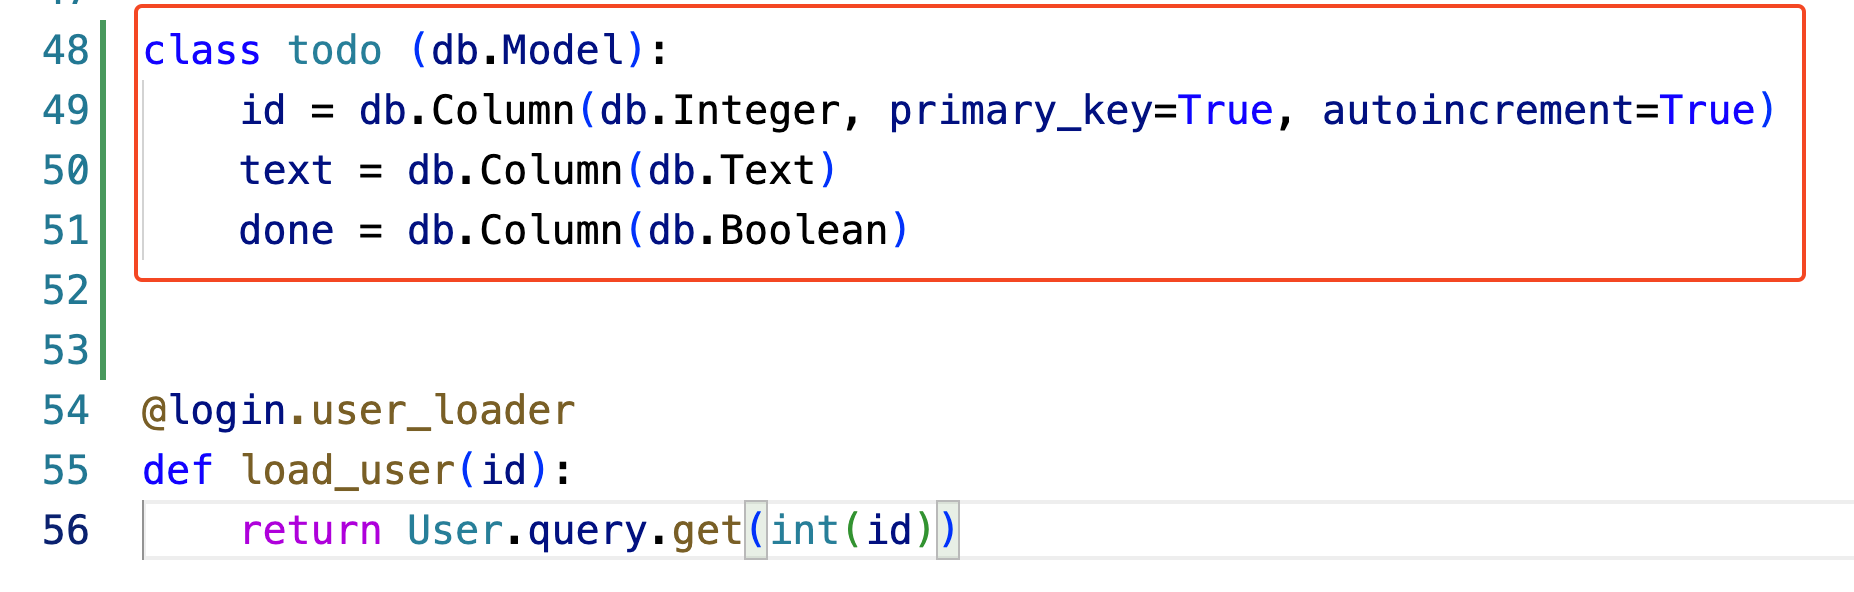 48 class todo (db.Model):
49     id = db.Column(db.Integer, primary_key=True, autoincrement=True)
50     text = db.Column(db.Text)
51     done = db.Column(db.Boolean)
52
53
54 @login.user_loader
55 def load_user(id):
56     return User.query.get(int(id))